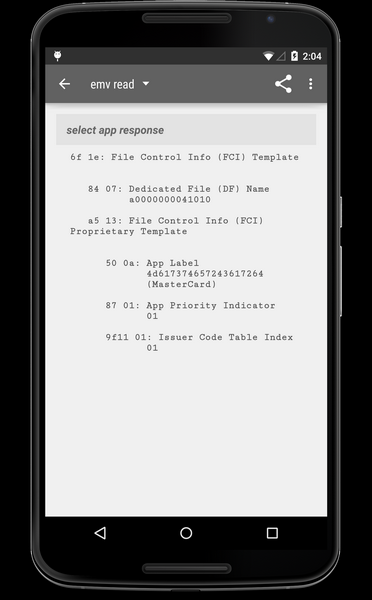 2:04
emv read
select app response
6f 1e: File Control Info (FCI) Template
84 07: Dedicated File (DF) Name
a0000000041010
a5 13: File Control Info (FCI)
Proprietary Template
50 0a: App Label
4d617374657243617264
(MasterCard)
87 01: App Priority Indicator
01
9f11 01: Issuer Code Table Index
01